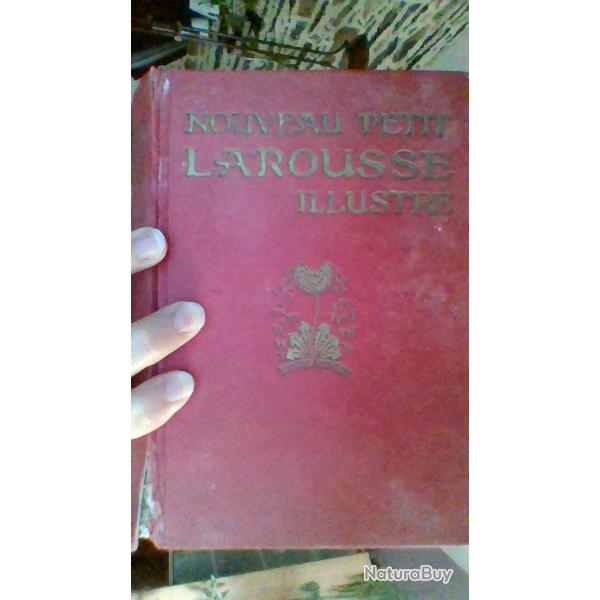 NOUVEAU PETIT
LAROUSSE
ILLUSTRÉ
NaturaBuy